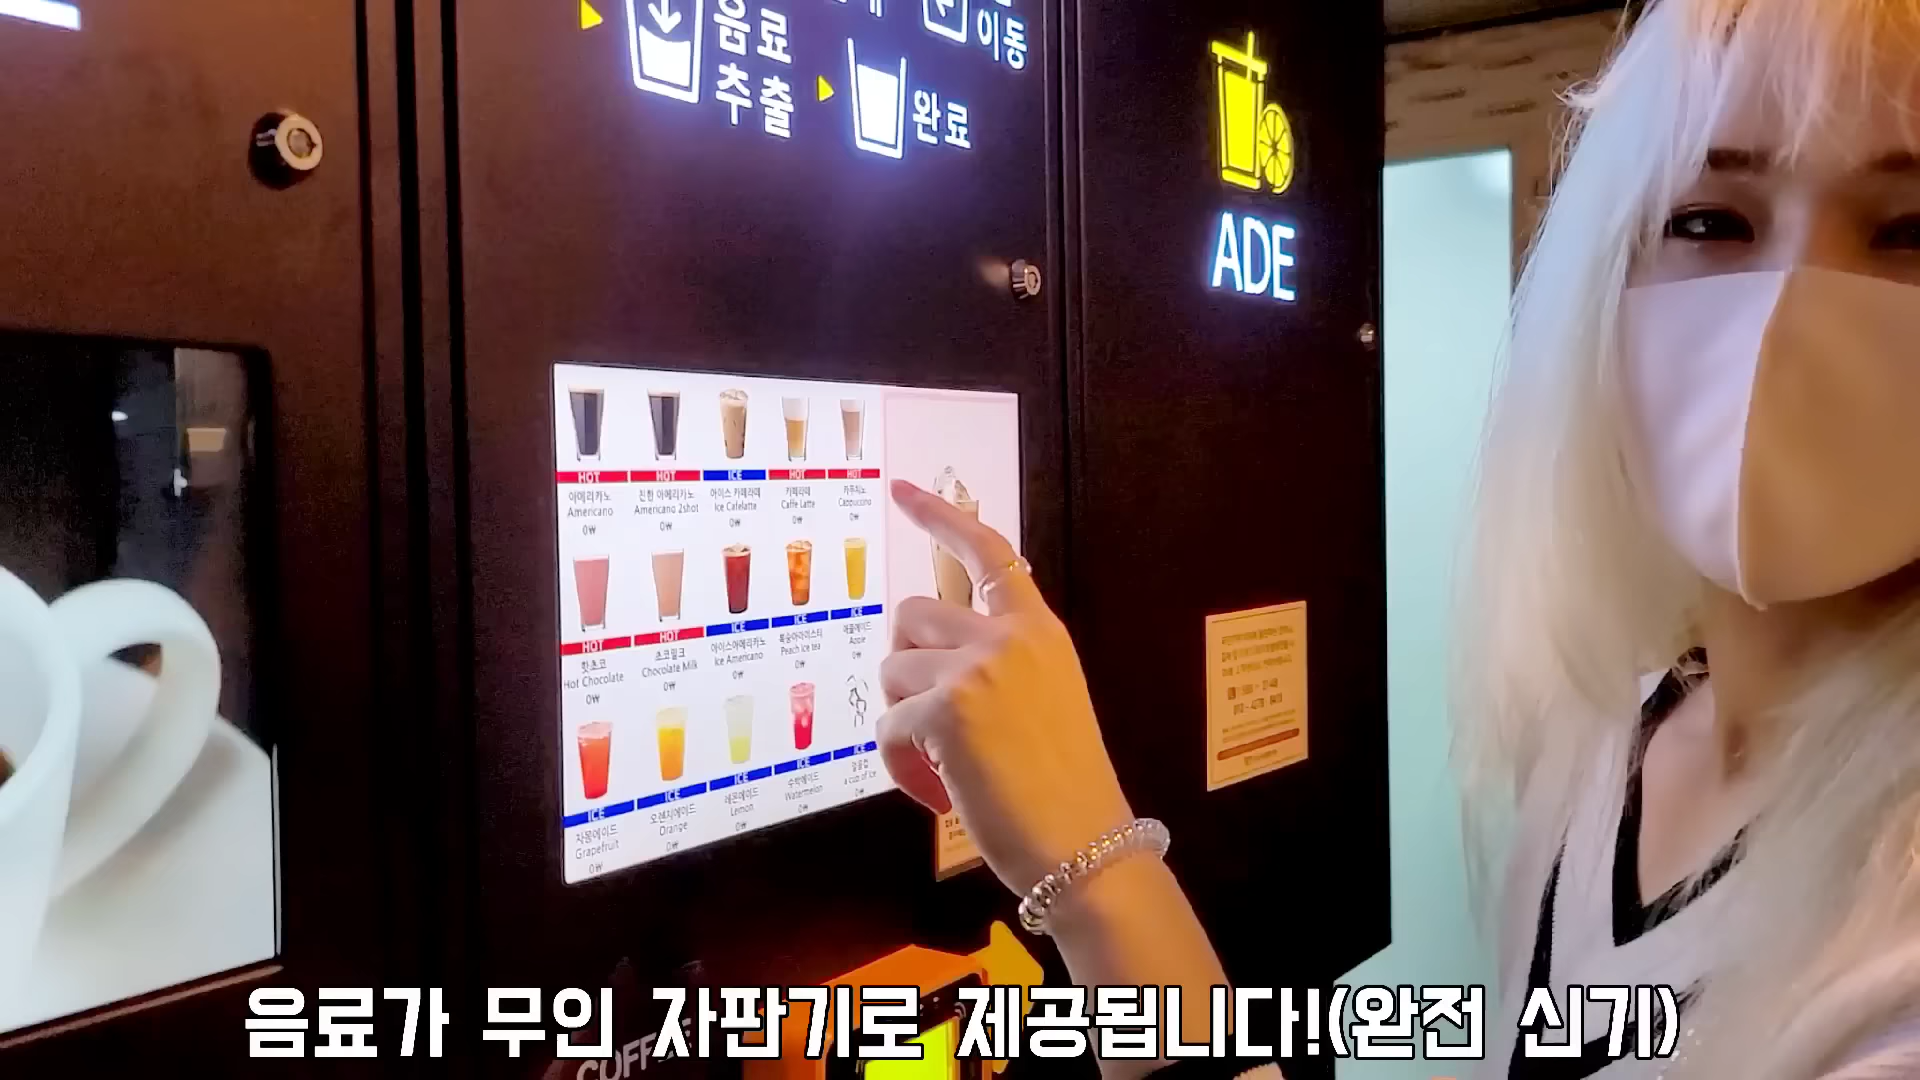 음료
추출
이동
완료
ADE
HOT
HOT
ICE
HOT
HOT
아메리카노
Americano
0₩
진한 아메리카노
Americano 2shot
0₩
아이스 카페라떼
Ice Cafelatte
0₩
카페라떼
Caffe Latte
0₩
카푸치노
Cappuccino
0₩
HOT
HOT
ICE
ICE
ICE
핫초코
Hot Chocolate
0₩
초코밀크
Chocolate Milk
0₩
아이스아메리카노
Ice Americano
0₩
복숭아아이스티
Peach Ice tea
0₩
애플에이드
Apple
0₩
ICE
ICE
ICE
ICE
ICE
자몽에이드
Grapefruit
0₩
오렌지에이드
Orange
0₩
레몬에이드
Lemon
0₩
수박에이드
Watermelon
0₩
얼음컵
a cup of ice
COFFEE
음료가 무인 자판기로 제공됩니다!(완전 신기)